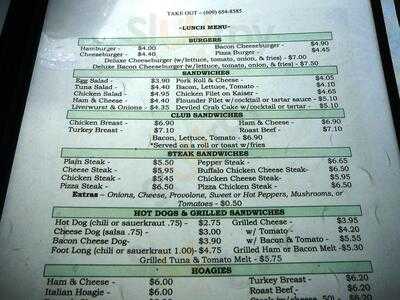 TAKE OUT - (609) 654-8385
-LUNCH MENU-
BURGERS
Hamburger - $4.00 Bacon Cheeseburger - $4.90
Cheeseburger - $4.40 Pizza Burger - $4.45
Deluxe Cheeseburger (w/lettuce, tomato, onion, & fries) - $7.00
Deluxe Bacon Cheeseburger (w/lettuce, tomato, onion, & fries) - $7.50
SANDWICHES
Egg Salad - $3.90 Pork Roll & Cheese - $4.05
Tuna Salad - $4.40 Bacon, Lettuce, Tomato - $4.10
Chicken Salad - $4.95 Chicken Filet on Kaiser - $4.65
Ham & Cheese - $4.40 Flounder Filet w/cocktail or tartar sauce - $5.10
Liverwurst & Onions - $4.35 Deviled Crab Cake w/cocktail or tartar - $5.10
CLUB SANDWICHES
Chicken Breast - $6.90 Ham & Cheese - $6.90
Turkey Breast - $7.10 Roast Beef - $7.10
Bacon, Lettuce, Tomato - $6.90
*Served on a roll or toast w/fries
STEAK SANDWICHES
Plain Steak - $5.50 Pepper Steak - $6.65
Cheese Steak - $5.95 Buffalo Chicken Cheese Steak - $6.50
Chicken Steak - $5.45 Chicken Cheese Steak - $5.95
Pizza Steak - $6.50 Pizza Chicken Steak - $6.50
Extras - Onions, Cheese, Provolone, Sweet or Hot Peppers, Mushrooms, or
Tomatoes - $0.50
HOT DOGS & GRILLED SANDWICHES
Hot Dog (chili or sauerkraut .75) - $2.75 Grilled Cheese - $3.95
Cheese Dog (salsa .75) - $3.00 w/ Tomato - $4.20
Bacon Cheese Dog- $3.90 w/ Bacon & Tomato - $5.55
Foot Long (chili or sauerkraut 1.00)- $4.75 Grilled Ham or Bacon Melt -$5.30
Grilled Tuna & Tomato Melt - $5.75
HOAGIES
Ham & Cheese - $6.00 Turkey Breast - $6.20
Italian Hoagie - Roast Beef - $6.20